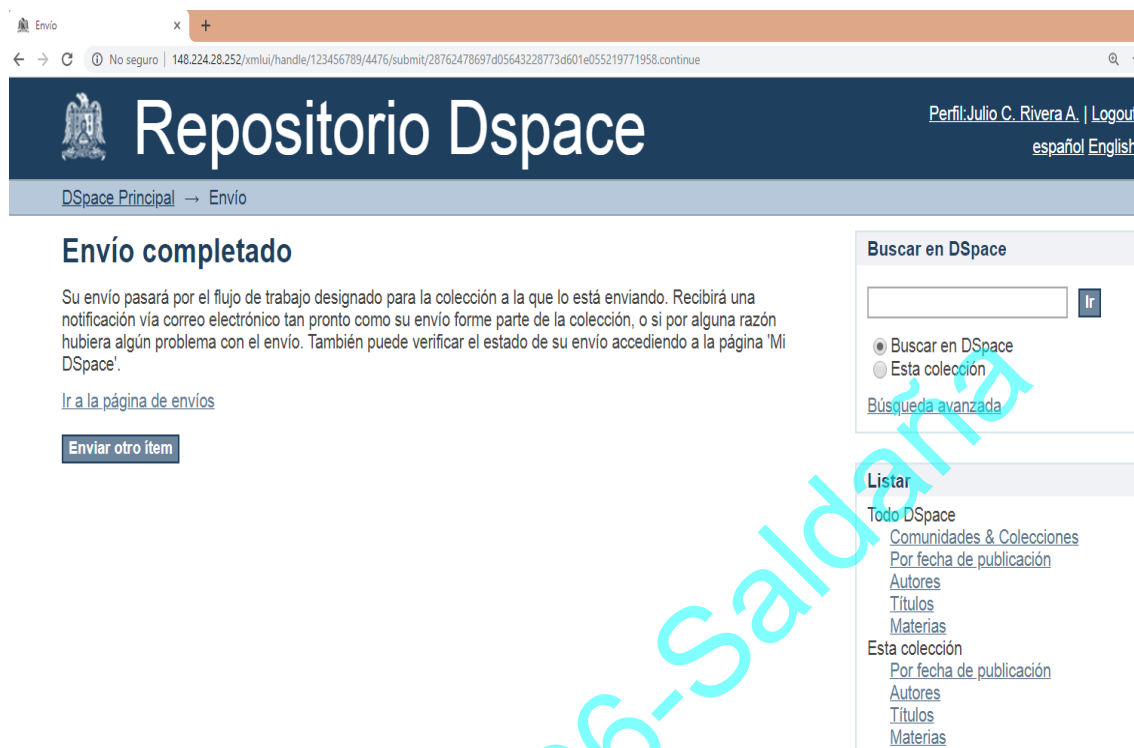 Envío
No seguro | 148.224.28.252/xmlui/handle/123456789/4476/submit/28762478697d05643228773d601e055219771958.continue
Repositorio Dspace
Perfil:Julio C. Rivera A. | Logout
español English
DSpace Principal → Envío
Envío completado
Su envío pasará por el flujo de trabajo designado para la colección a la que lo está enviando. Recibirá una
notificación vía correo electrónico tan pronto como su envío forme parte de la colección, o si por alguna razón
hubiera algún problema con el envío. También puede verificar el estado de su envío accediendo a la página 'Mi
DSpace'.
Ir a la página de envíos
Enviar otro ítem
Buscar en DSpace
Ir
Buscar en DSpace
Esta colección
Búsqueda avanzada
Listar
Todo DSpace
Comunidades & Colecciones
Por fecha de publicación
Autores
Títulos
Materias
Esta colección
Por fecha de publicación
Autores
Títulos
Materias
6-Saldaña